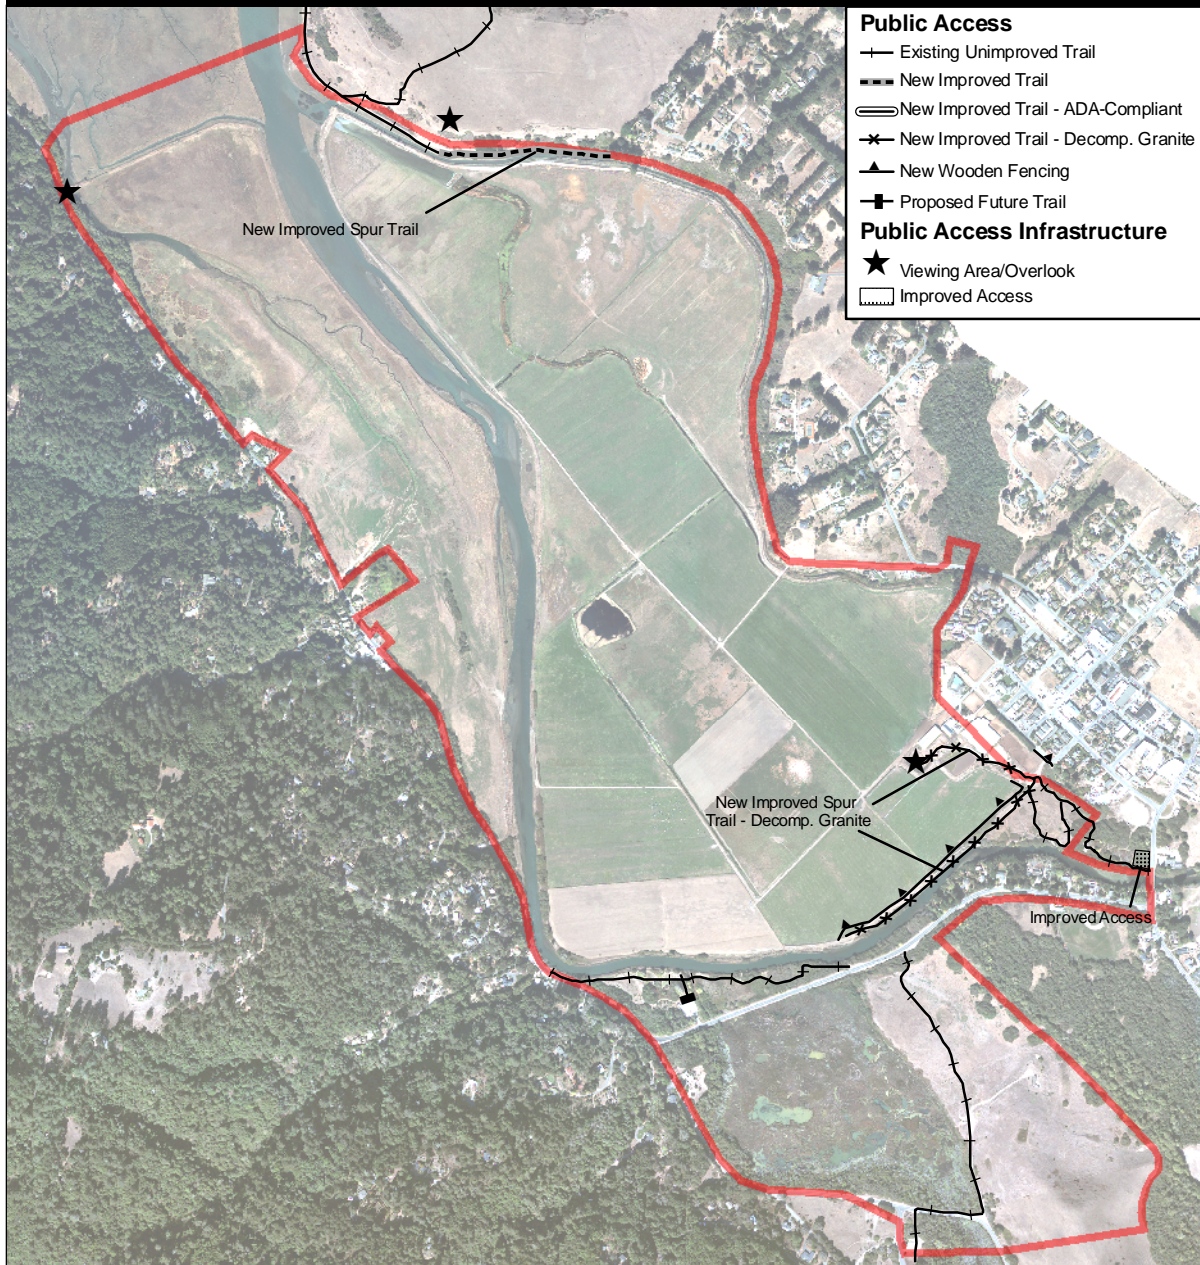 Public Access
Existing Unimproved Trail
New Improved Trail
New Improved Trail - ADA-Compliant
New Improved Trail - Decomp. Granite
New Wooden Fencing
Proposed Future Trail
Public Access Infrastructure
Viewing Area/Overlook
Improved Access
New Improved Spur Trail
New Improved Spur
Trail - Decomp. Granite
Improved Access